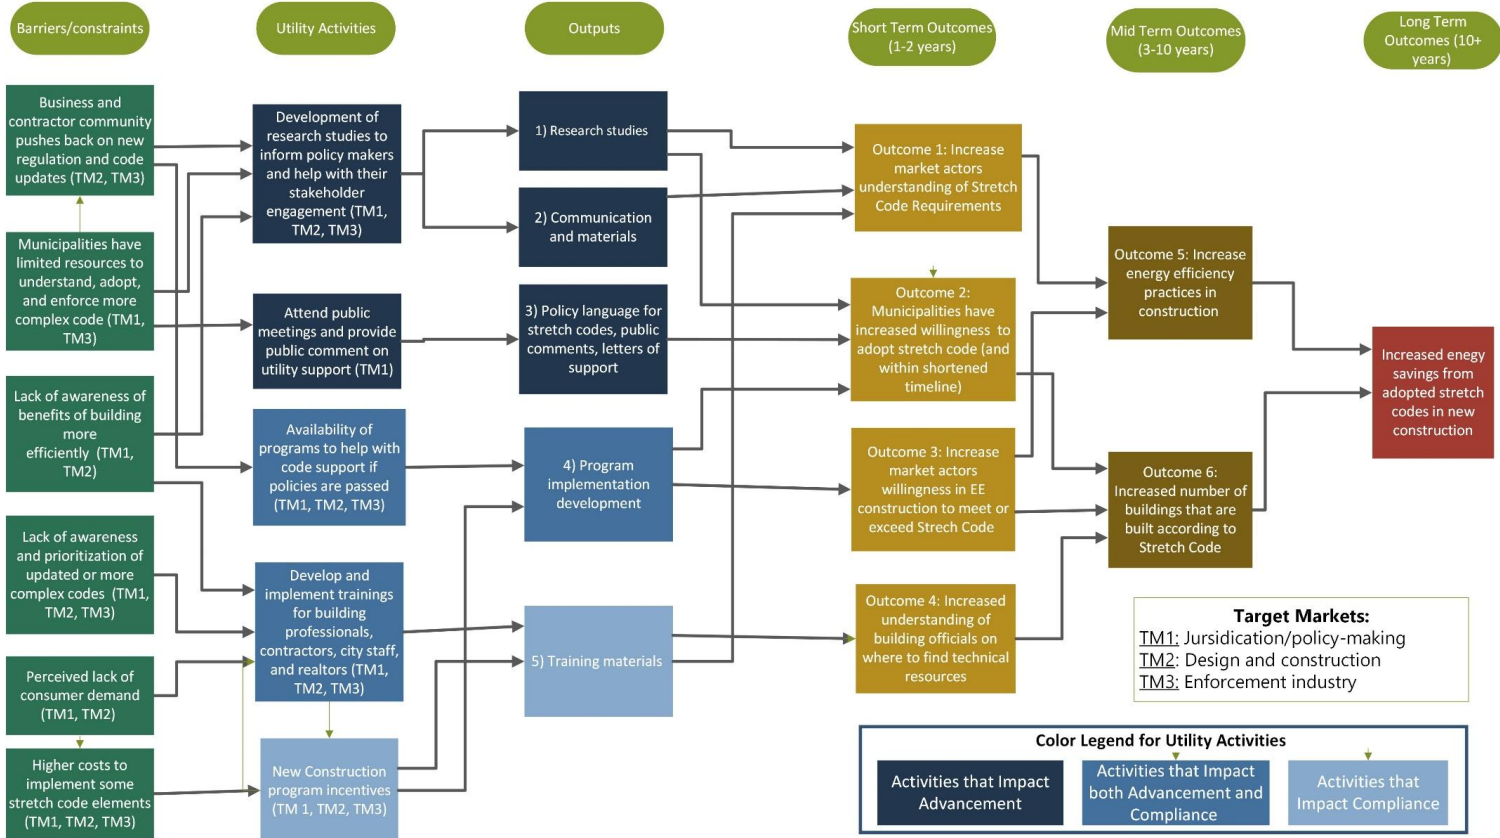 Barriers/constraints
Utility Activities
Outputs
Short Term Outcomes
(1-2 years)
Mid Term Outcomes
(3-10 years)
Long Term
Outcomes (10+
years)
Business and
contractor community
pushes back on new
regulation and code
updates (TM2, TM3)
Municipalities have
limited resources to
understand, adopt,
and enforce more
complex code (TM1,
TM3)
Lack of awareness of
benefits of building
more
efficiently (TM1,
TM2)
Lack of awareness
and prioritization of
updated or more
complex codes (TM1,
TM2, TM3)
Perceived lack of
consumer demand
(TM1, TM2)
Higher costs to
implement some
stretch code elements
(TM1, TM2, TM3)
Development of
research studies to
inform policy makers
and help with their
stakeholder
engagement (TM1,
TM2, TM3)
Attend public
meetings and provide
public comment on
utility support (TM1)
Availability of
programs to help with
code support if
policies are passed
(TM1, TM2, TM3)
Develop and
implement trainings
for building
professionals,
contractors, city staff,
and realtors (TM1,
TM2, TM3)
New Construction
program incentives
(TM 1, TM2, TM3)
1) Research studies
2) Communication
and materials
3) Policy language for
stretch codes, public
comments, letters of
support
4) Program
implementation
development
5) Training materials
Outcome 1: Increase
market actors
understanding of Stretch
Code Requirements
Outcome 2:
Municipalities have
increased willingness to
adopt stretch code (and
within shortened
timeline)
Outcome 3: Increase
market actors
willingness in EE
construction to meet or
exceed Strech Code
Outcome 4: Increased
understanding of
building officials on
where to find technical
resources
Outcome 5: Increase
energy efficiency
practices in
construction
Outcome 6:
Increased number of
buildings that are
built according to
Stretch Code
Increased enegy
savings from
adopted stretch
codes in new
construction
Target Markets:
TM1: Jursidication/policy-making
TM2: Design and construction
TM3: Enforcement industry
Color Legend for Utility Activities
Activities that Impact
Advancement
Activities that Impact
both Advancement and
Compliance
Activities that
Impact Compliance